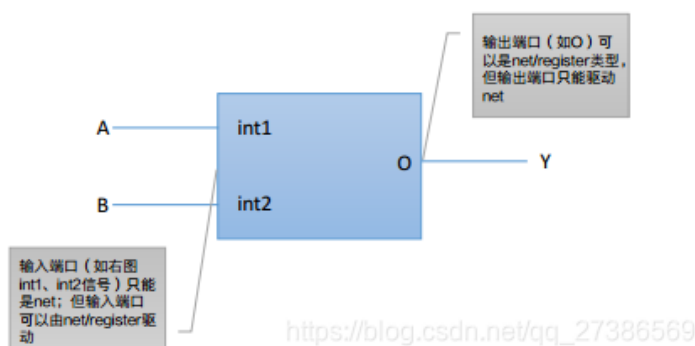 输出端口（如O）可
以是net/register类型，
但输出端口只能驱动
net
A
int1
O
Y
B
int2
输入端口（如右图
int1、int2信号）只能
是net；但输入端口
可以由net/register驱
动
https://blog.csdn.net/qq_27386569